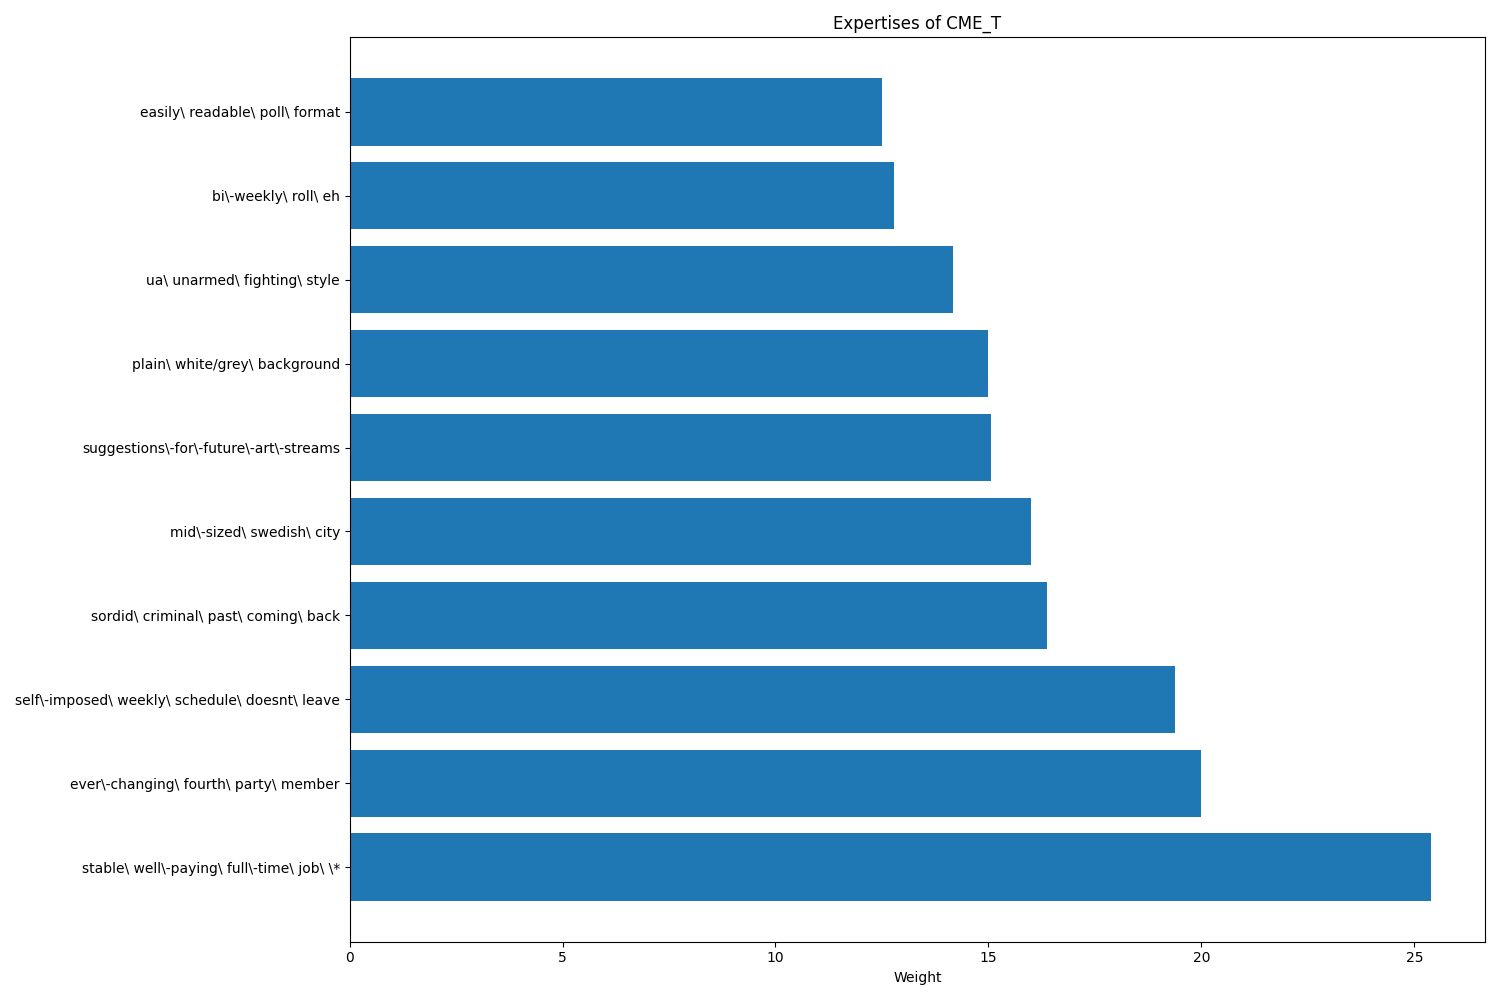 Expertises of CME_T
easily\ readable\ poll\ format
bi\-weekly\ roll\ eh
ua\ unarmed\ fighting\ style
plain\ white/grey\ background
suggestions\-for\-future\-art\-streams
mid\-sized\ swedish\ city
sordid\ criminal\ past\ coming\ back
self\-imposed\ weekly\ schedule\ doesnt\ leave
ever\-changing\ fourth\ party\ member
stable\ well\-paying\ full\-time\ job\ \*
0 5 10 15 20 25
Weight